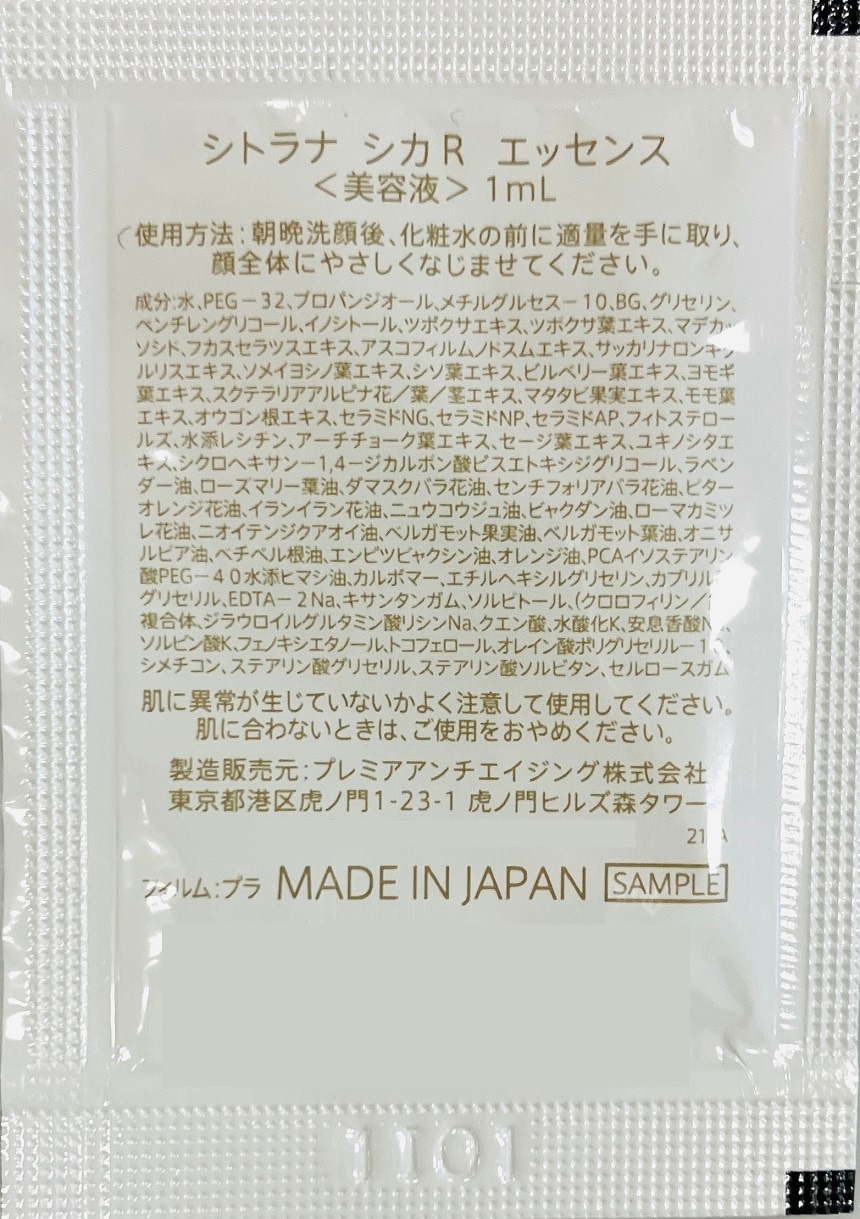 シトラナ シカR エッセンス
＜美容液＞ 1mL
使用方法:朝晩洗顔後、化粧水の前に適量を手に取り、
顔全体にやさしくなじませてください。
成分:水、PEG－32、プロパンジオール、メチルグルセス－10、BG、グリセリン、
ペンチレングリコール、イノシトール、ツボクサエキス、ツボクサ葉エキス、マデカッ
ソシド、フカスセラツスエキス、アスコフィルムノドスムエキス、サッカリナロンギク
ルリスエキス、ソメイヨシノ葉エキス、シソ葉エキス、ビルベリー葉エキス、ヨモギ
葉エキス、スクテラリアアルピナ花／葉／茎エキス、マタタビ果実エキス、モモ葉
エキス、オウゴン根エキス、セラミドNG、セラミドNP、セラミドAP、フィトステロー
ルズ、水添レシチン、アーチチョーク葉エキス、セージ葉エキス、ユキノシタエ
キス、シクロヘキサン－1,4－ジカルボン酸ビスエトキシジグリコール、ラベン
ダー油、ローズマリー葉油、ダマスクバラ花油、センチフォリアバラ花油、ビター
オレンジ花油、イランイラン花油、ニュウコウジュ油、ビャクダン油、ローマカミツ
レ花油、ニオイテンジクアオイ油、ベルガモット果実油、ベルガモット葉油、オニサ
ルビア油、ベチベル根油、エンピツビャクシン油、オレンジ油、PCAイソステアリン
酸PEG－４０水添ヒマシ油、カルボマー、エチルヘキシルグリセリン、カプリル
グリセリル、EDTA－2Na、キサンタンガム、ソルビトール、(クロロフィリン／
複合体、ジラウロイルグルタミン酸リシンNa、クエン酸、水酸化K、安息香酸
ソルビン酸K、フェノキシエタノール、トコフェロール、オレイン酸ポリグリセリル－
シメチコン、ステアリン酸グリセリル、ステアリン酸ソルビタン、セルロースガム
肌に異常が生じていないかよく注意して使用してください。
肌に合わないときは、ご使用をおやめください。
製造販売元:プレミアアンチエイジング株式会社
東京都港区虎ノ門1-23-1 虎ノ門ヒルズ森タワー
フィルム:プラ MADE IN JAPAN SAMPLE
1101